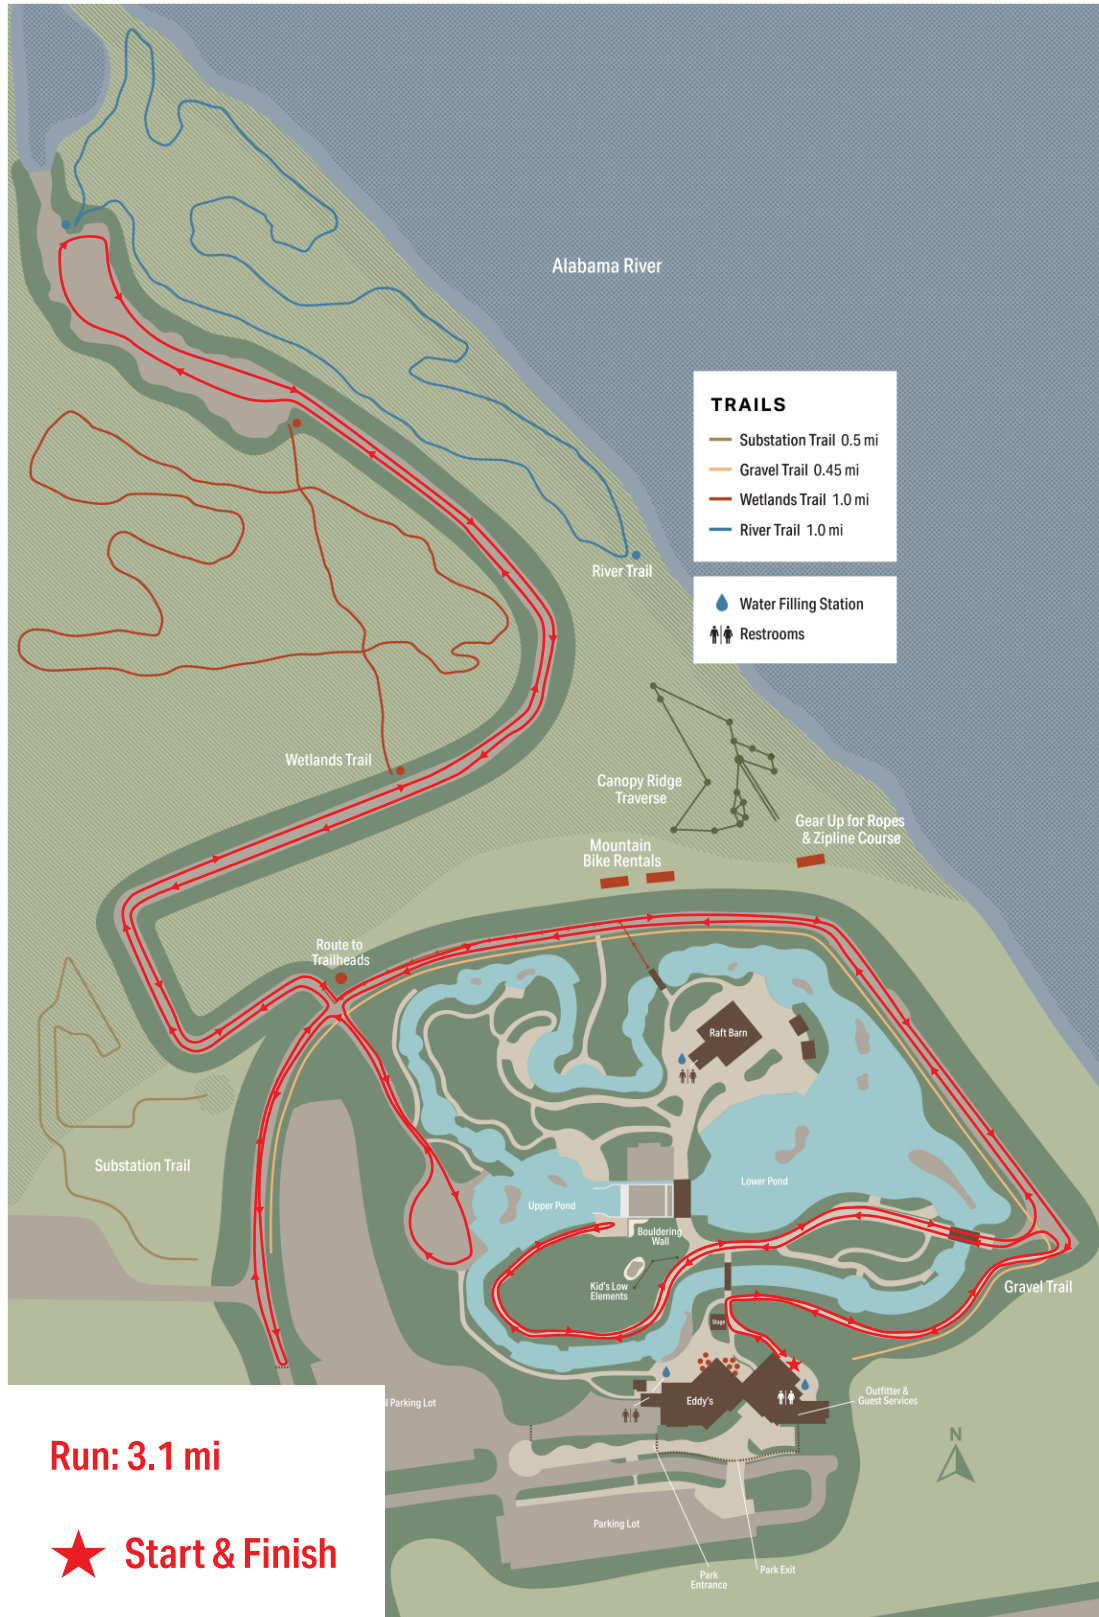 Alabama River
TRAILS
Substation Trail 0.5 mi
Gravel Trail 0.45 mi
Wetlands Trail 1.0 mi
River Trail 1.0 mi
River Trail
Water Filling Station
Restrooms
Wetlands Trail
Canopy Ridge
Traverse
Gear Up for Ropes
& Zipline Course
Mountain
Bike Rentals
Route to
Trailheads
Raft Barn
Substation Trail
Lower Pond
Upper Pond
Bouldering
Wall
Kid's Low
Elements
Gravel Trail
Stage
Eddy's
Outfitter &
Guest Services
Parking Lot
N
Run: 3.1 mi
Parking Lot
Start & Finish
Park
Entrance
Park Exit